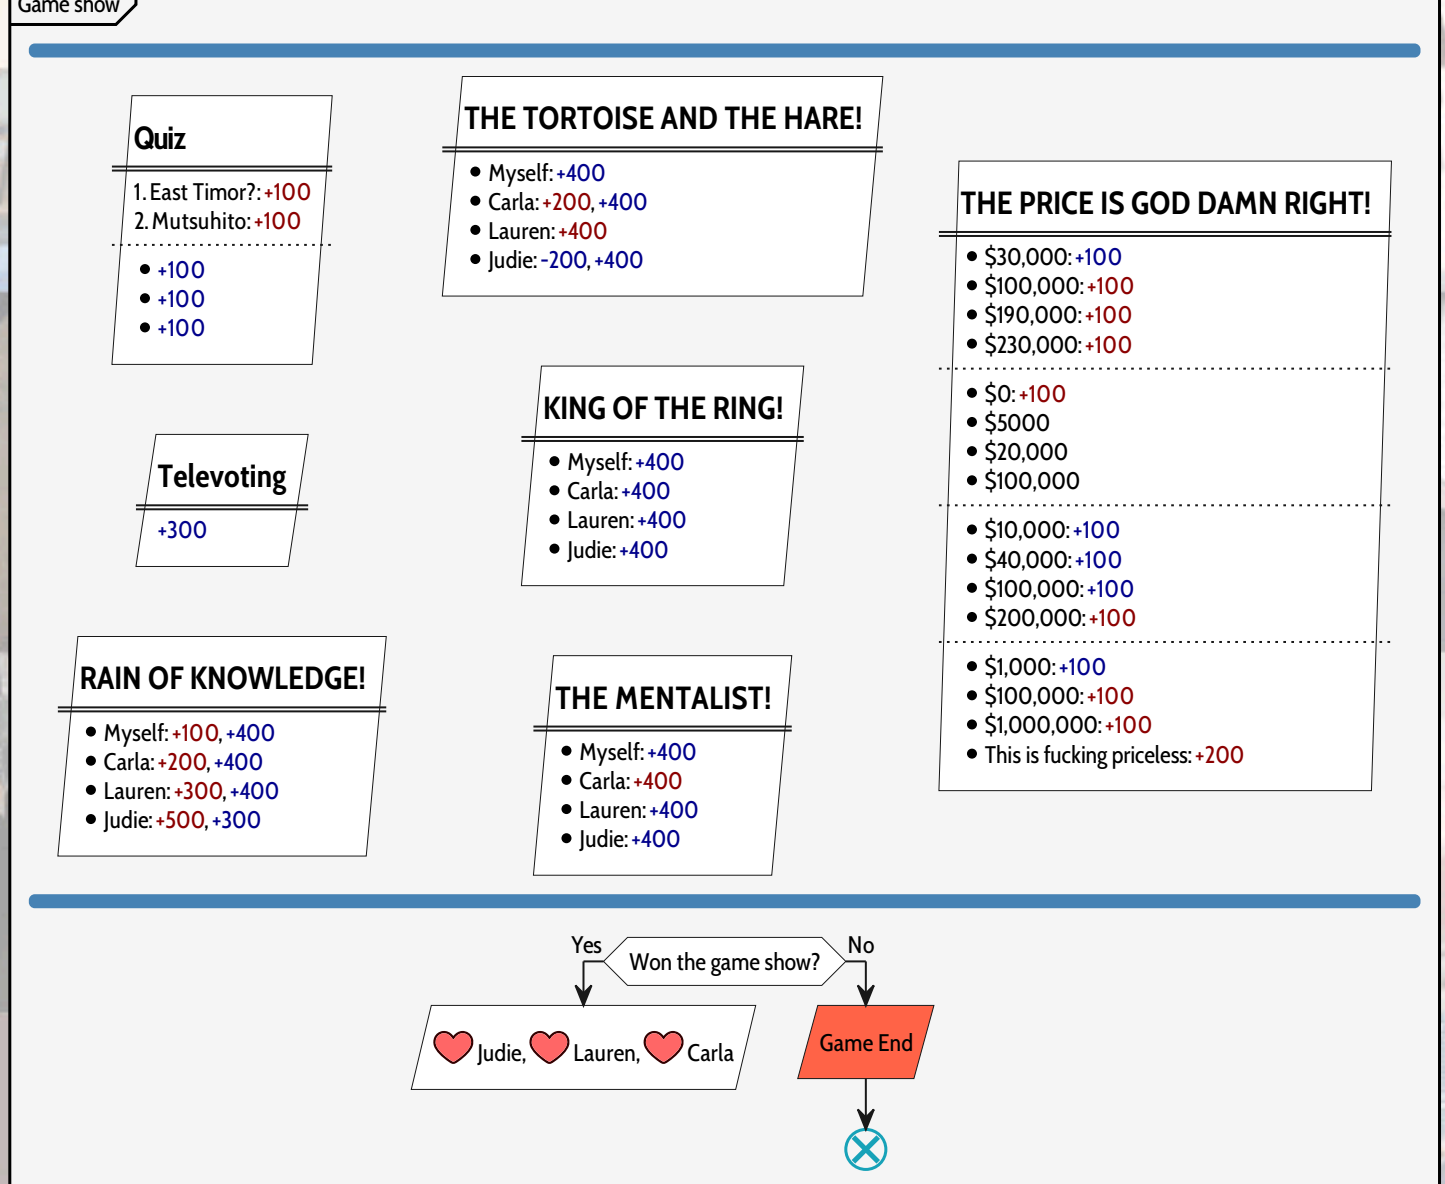 Game show
Quiz
1. East Timor?: +100
2. Mutsuhito: +100
+100
+100
+100
Televoting
+300
RAIN OF KNOWLEDGE!
Myself: +100, +400
Carla: +200, +400
Lauren: +300, +400
Judie: +500, +300
THE TORTOISE AND THE HARE!
Myself: +400
Carla: +200, +400
Lauren: +400
Judie: -200, +400
KING OF THE RING!
Myself: +400
Carla: +400
Lauren: +400
Judie: +400
THE MENTALIST!
Myself: +400
Carla: +400
Lauren: +400
Judie: +400
THE PRICE IS GOD DAMN RIGHT!
$30,000: +100
$100,000: +100
$190,000: +100
$230,000: +100
$0: +100
$5000
$20,000
$100,000
$10,000: +100
$40,000: +100
$100,000: +100
$200,000: +100
$1,000: +100
$100,000: +100
$1,000,000: +100
This is fucking priceless: +200
Yes
Won the game show?
No
Judie, Lauren, Carla
Game End